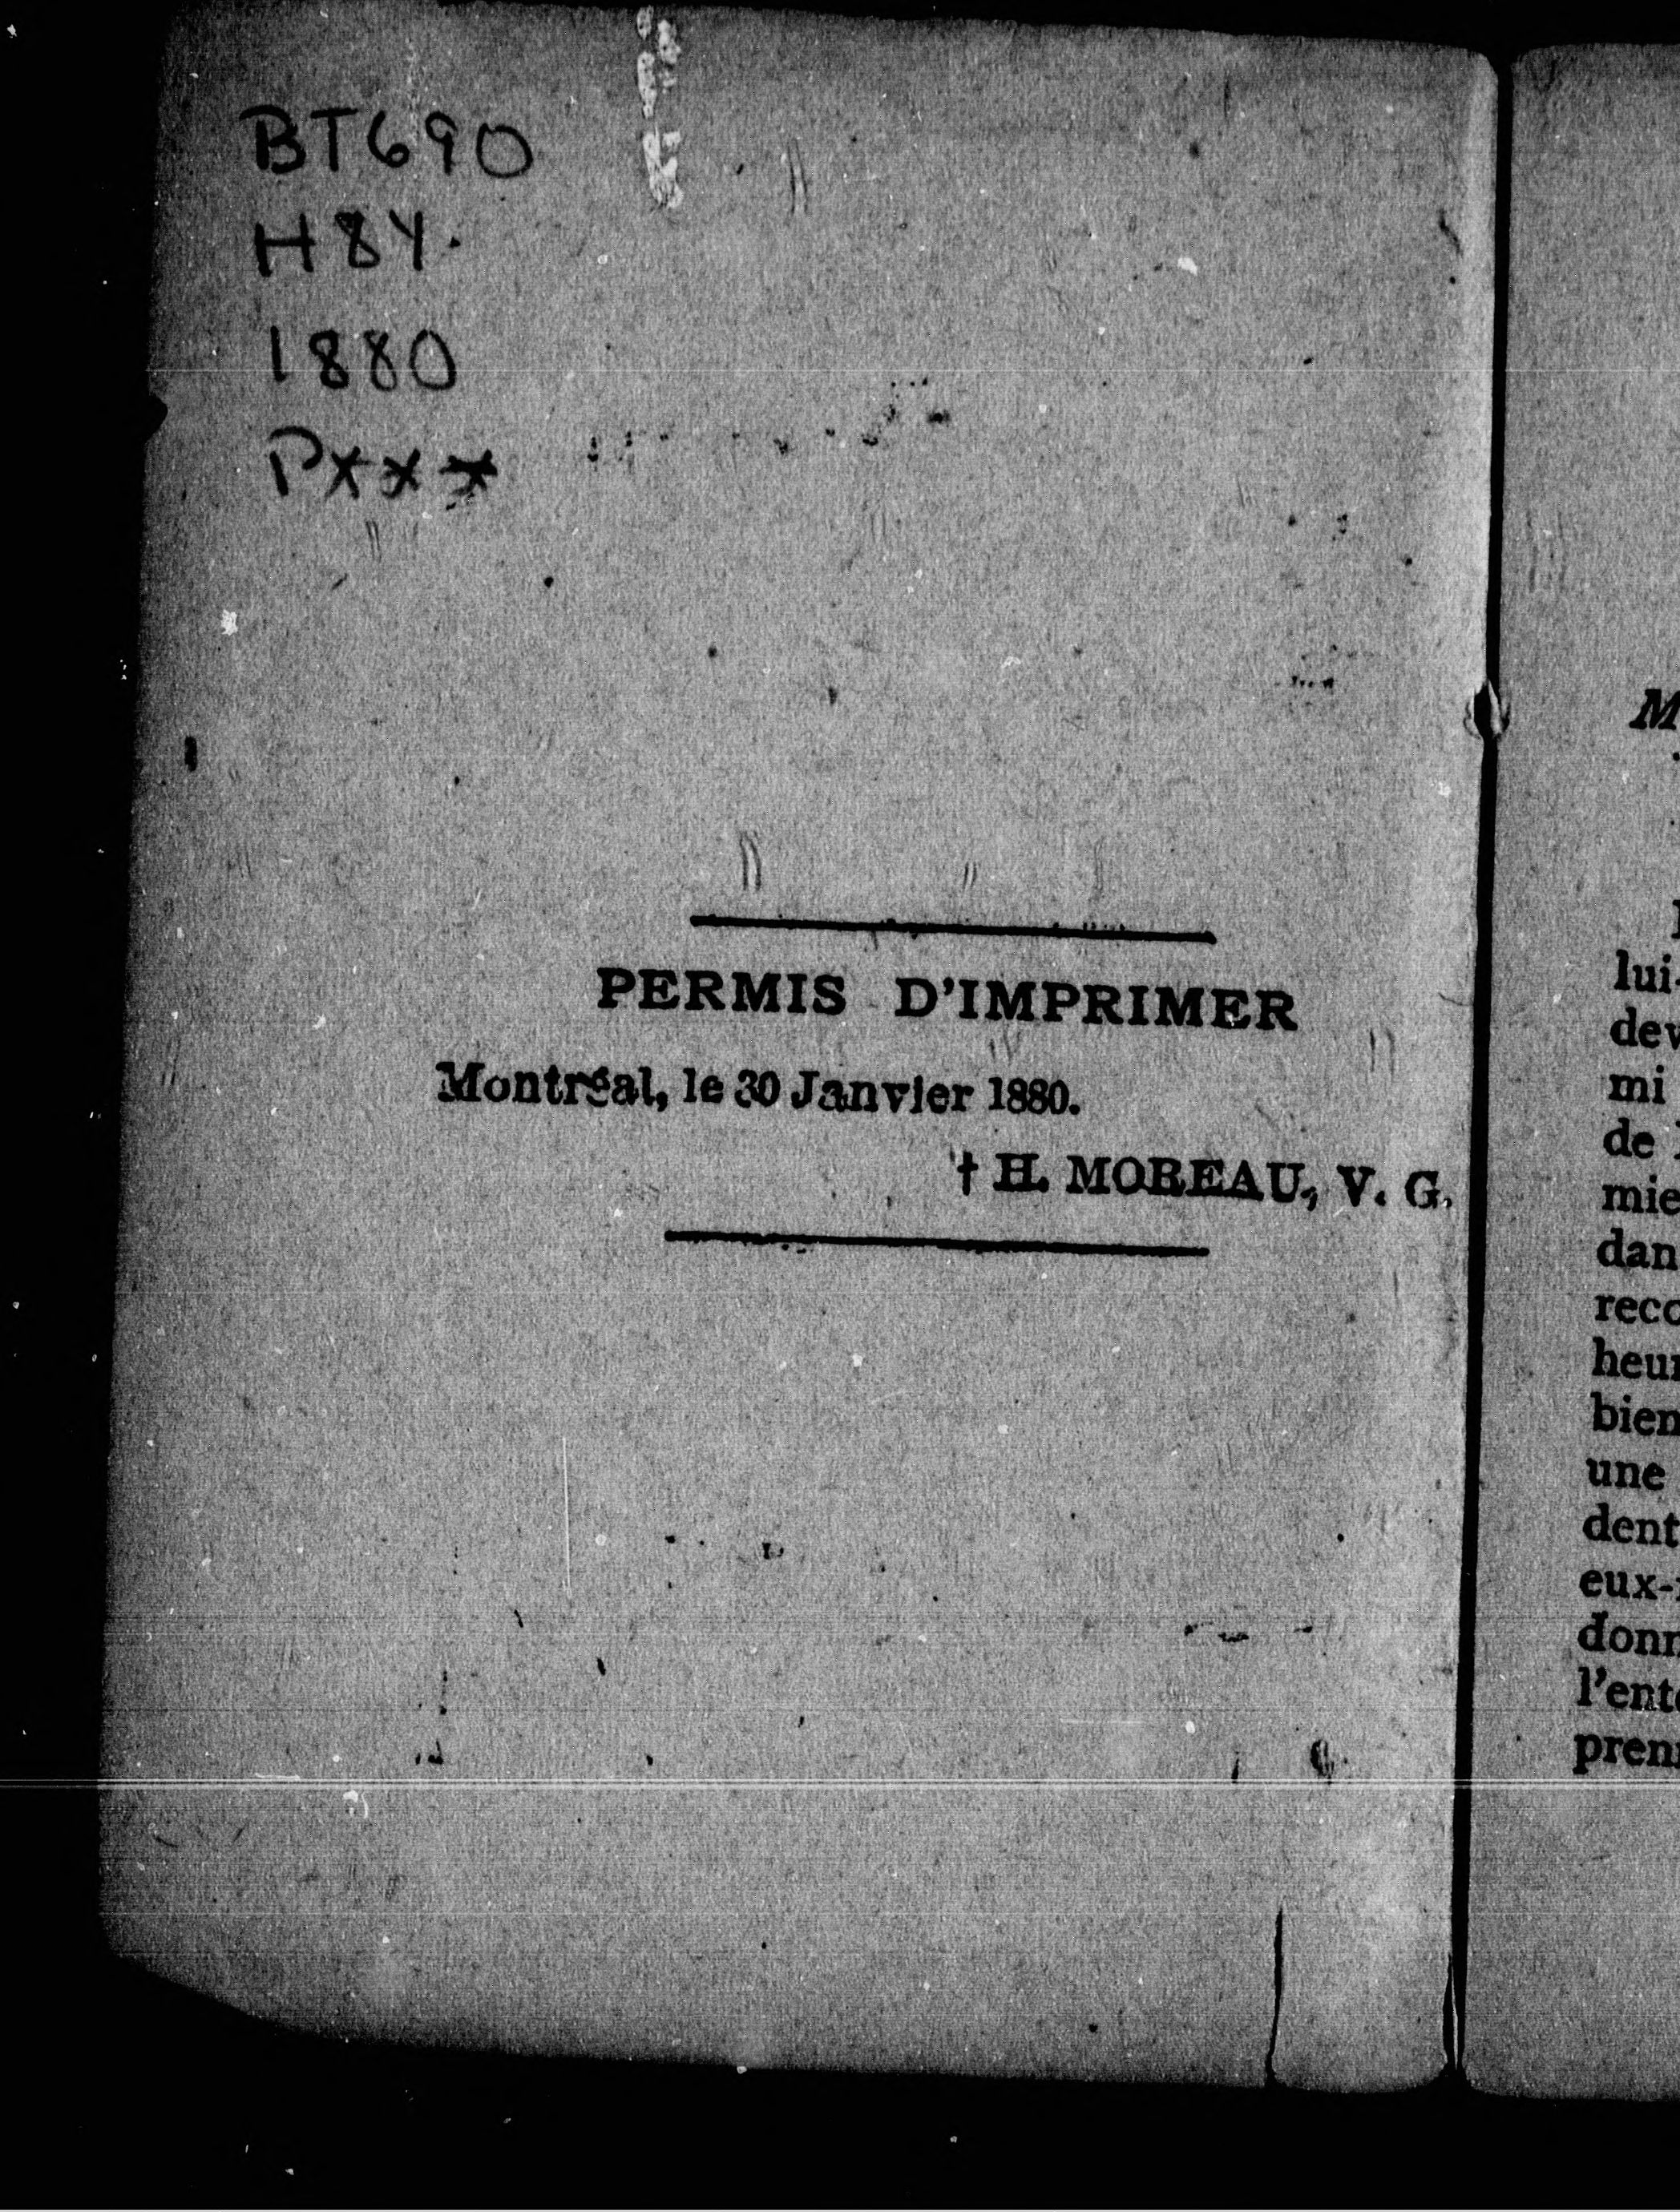 BT690
H84
1880
P***
PERMIS D'IMPRIMER
Montréal, le 30 Janvier 1880.
† H. MOREAU, V. G.
M
lui-
dev
mi
de
mie
dan
reco
heur
bien
une
dent
eux-
donn
l'ent
pren